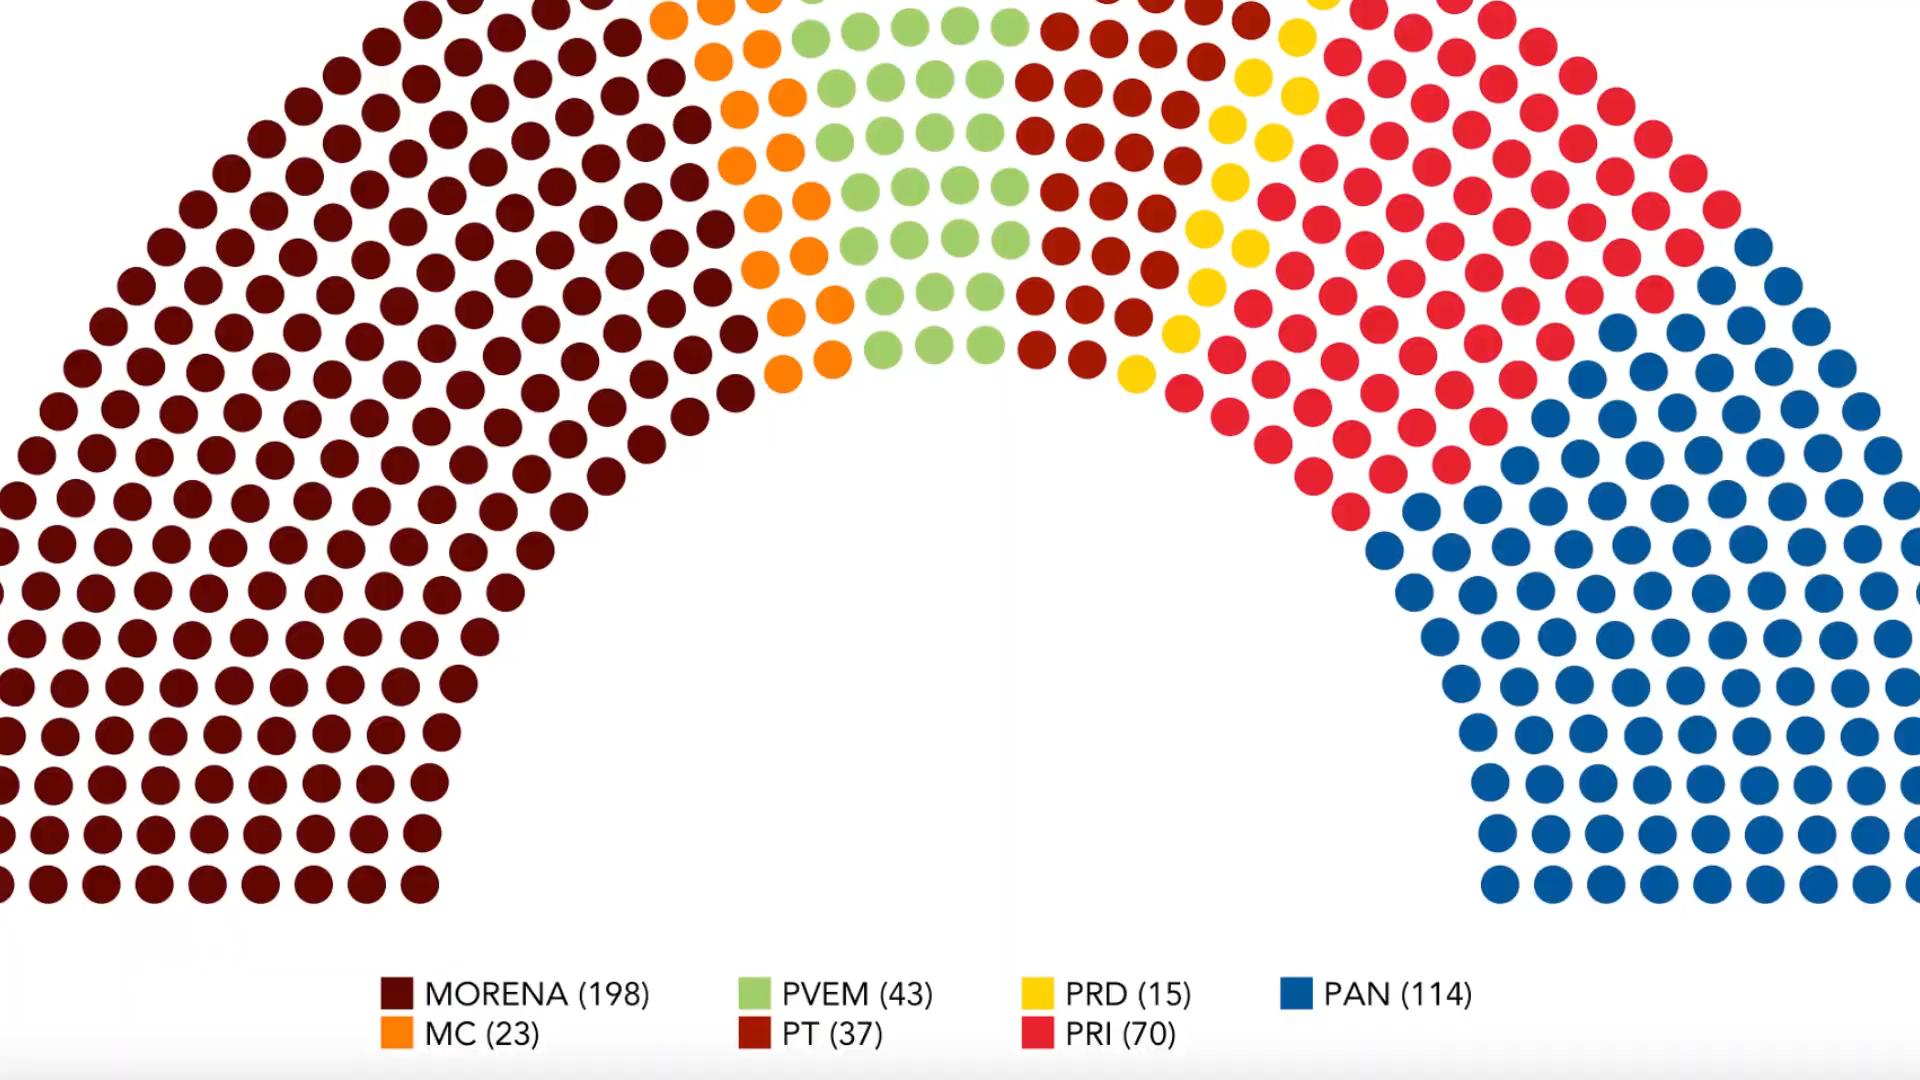 MORENA (198)
PVEM (43)
PRD (15)
PAN (114)
MC (23)
PT (37)
PRI (70)